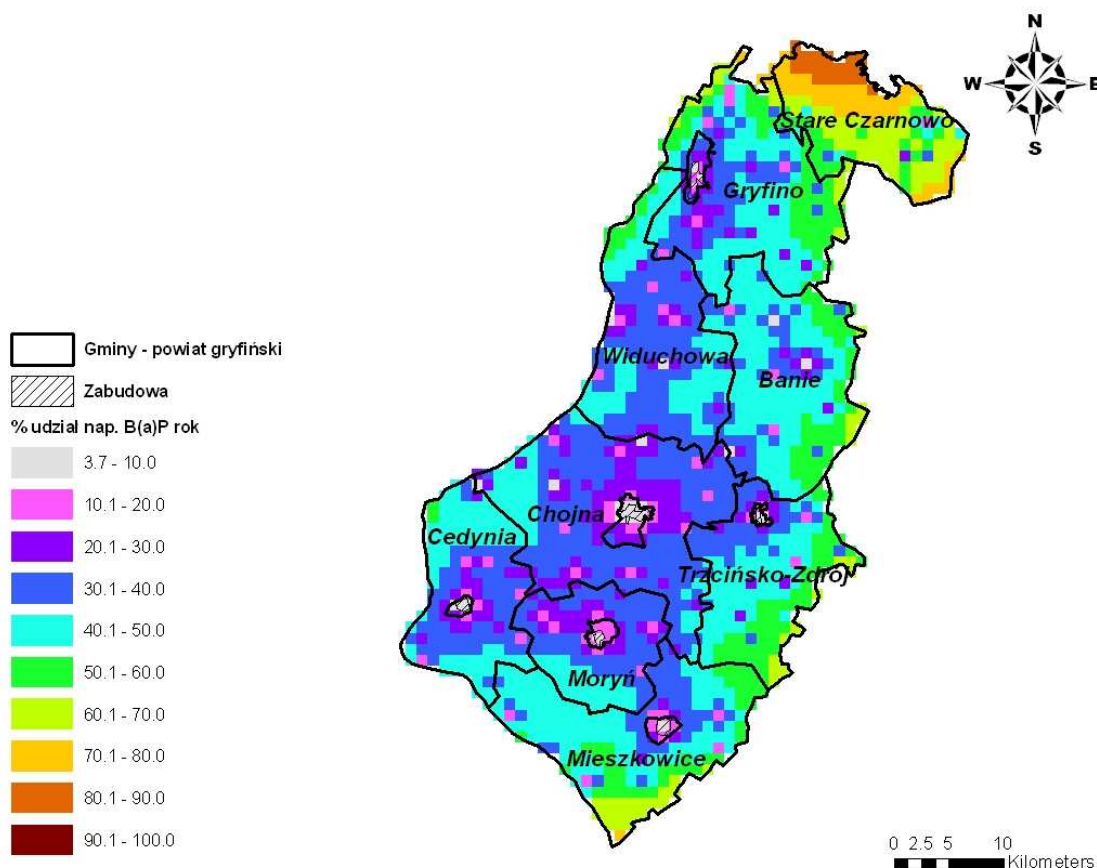 N
W E
S
Stare Czarnowo
Gryfino
Widuchowa
Banie
Chojna
Cedynia
Trzcińsko-Zdrój
Moryń
Mieszkowice
Gminy - powiat gryfiński
Zabudowa
% udział nap. B(a)P rok
3.7 - 10.0
10.1 - 20.0
20.1 - 30.0
30.1 - 40.0
40.1 - 50.0
50.1 - 60.0
60.1 - 70.0
70.1 - 80.0
80.1 - 90.0
90.1 - 100.0
0 2.5 5 10
Kilometers